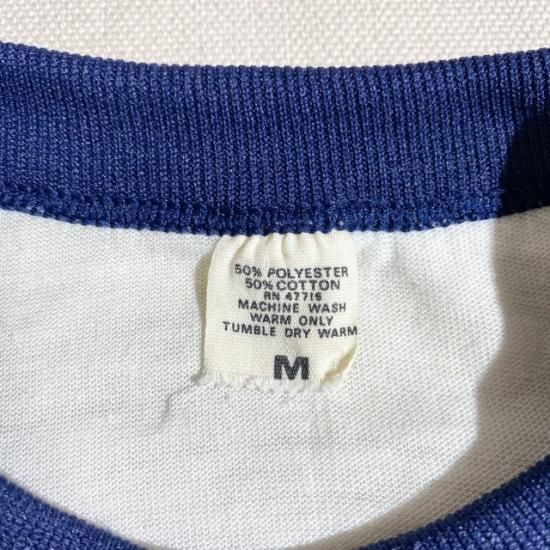 50% POLYESTER
50% COTTON
RN 47716
MACHINE WASH
WARM ONLY
TUMBLE DRY WARM
M